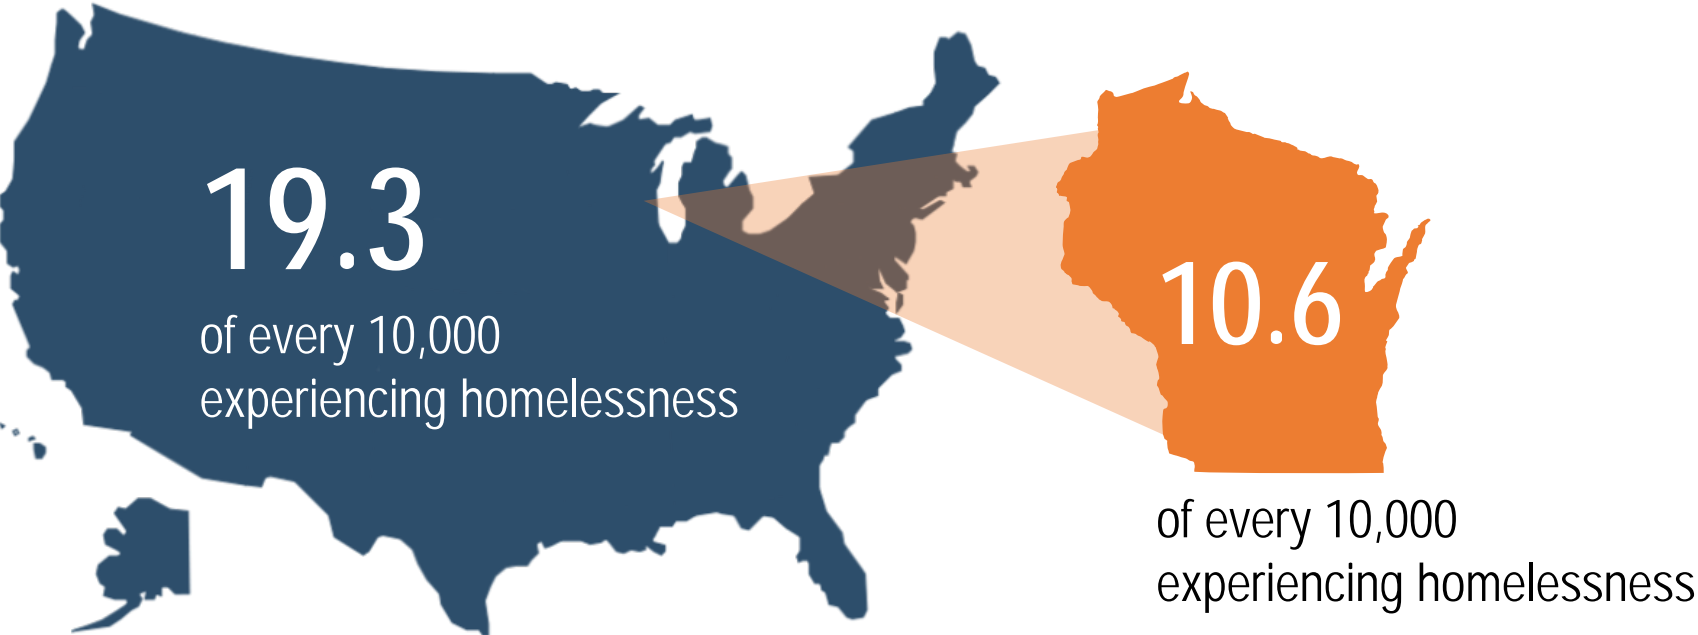 19.3
of every 10,000
experiencing homelessness
10.6
of every 10,000
experiencing homelessness